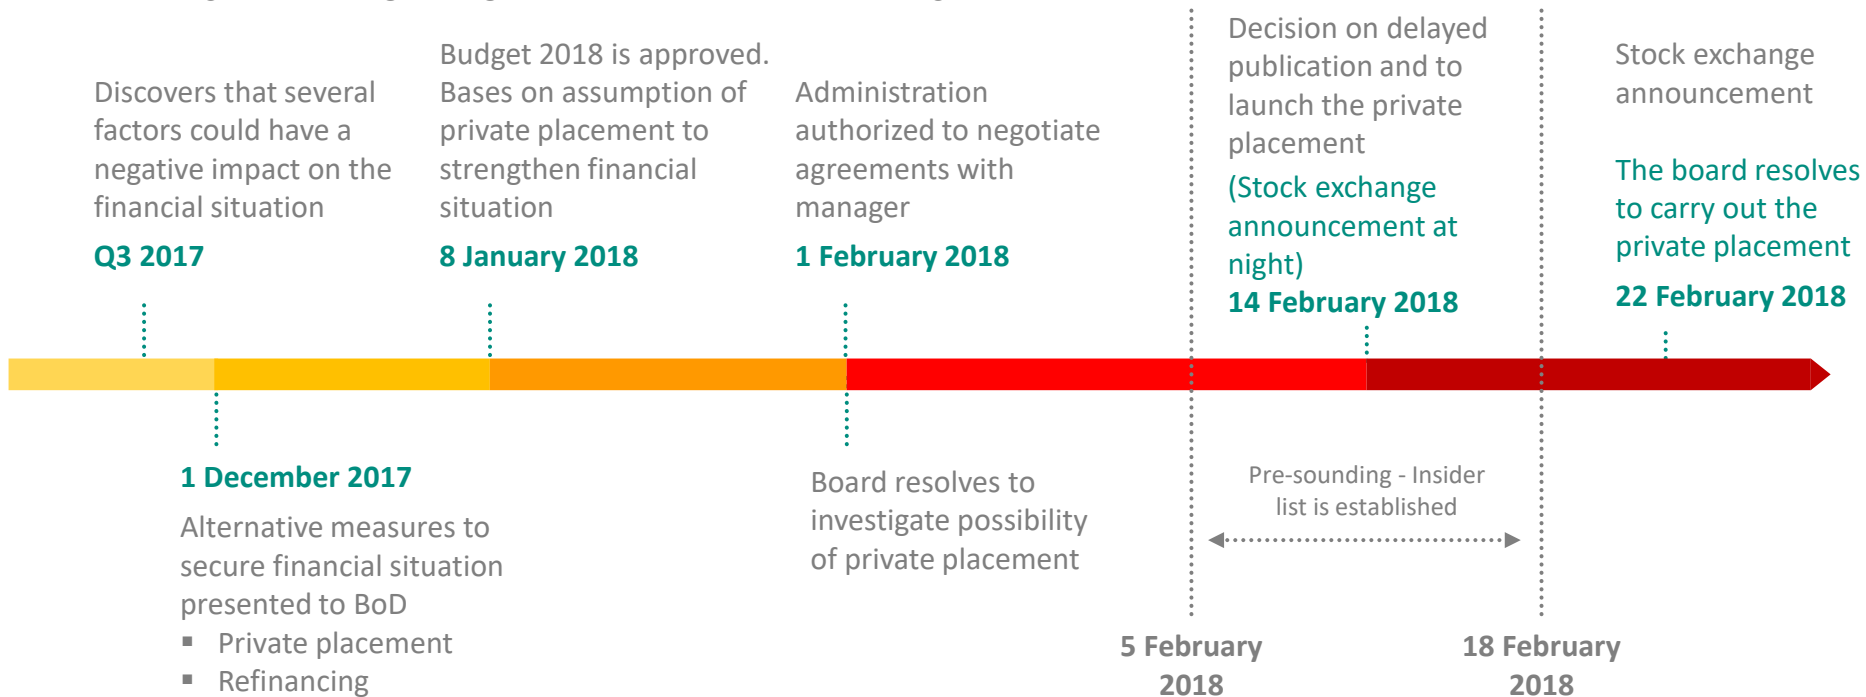 Discovers that several
factors could have a
negative impact on the
financial situation
Q3 2017
Budget 2018 is approved.
Bases on assumption of
private placement to
strengthen financial
situation
8 January 2018
Administration
authorized to negotiate
agreements with
manager
1 February 2018
Decision on delayed
publication and to
launch the private
placement
(Stock exchange
announcement at
night)
14 February 2018
Stock exchange
announcement
The board resolves
to carry out the
private placement
22 February 2018
1 December 2017
Alternative measures to
secure financial situation
presented to BoD
▪ Private placement
▪ Refinancing
Board resolves to
investigate possibility
of private placement
Pre-sounding - Insider
list is established
5 February
2018
18 February
2018